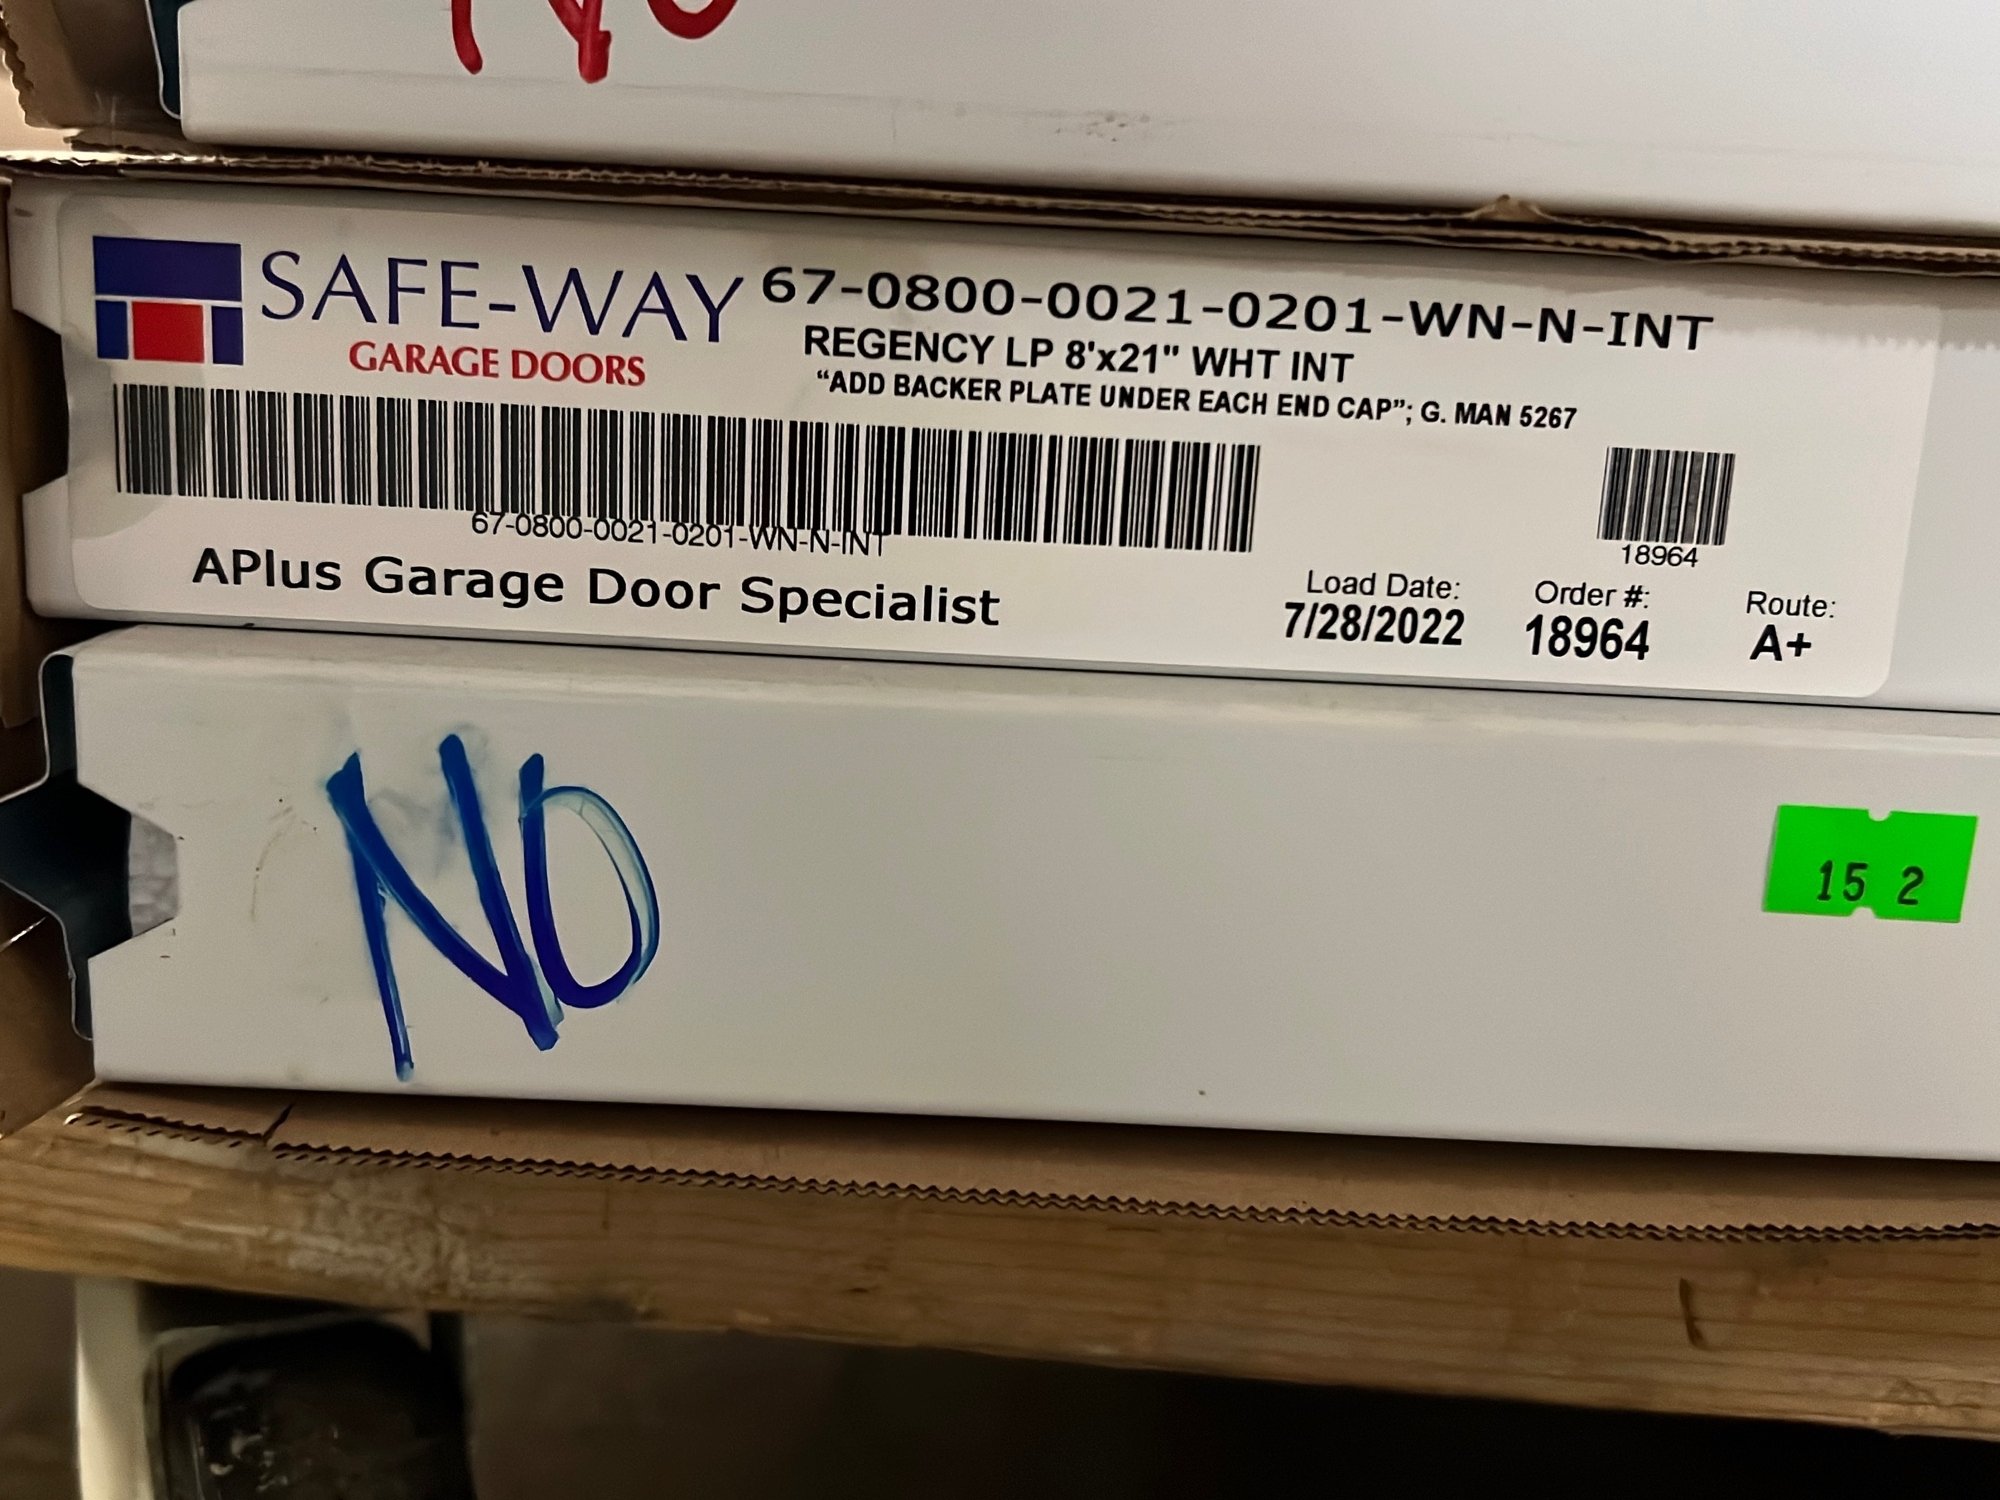 SAFE-WAY
GARAGE DOORS
67-0800-0021-0201-WN-N-INT
REGENCY LP 8'x21" WHT INT
“ADD BACKER PLATE UNDER EACH END CAP”; G. MAN 5267
67-0800-0021-0201-WN-N-INT
18964
APlus Garage Door Specialist
Load Date:
7/28/2022
Order #:
18964
Route:
A+
NO
15 2